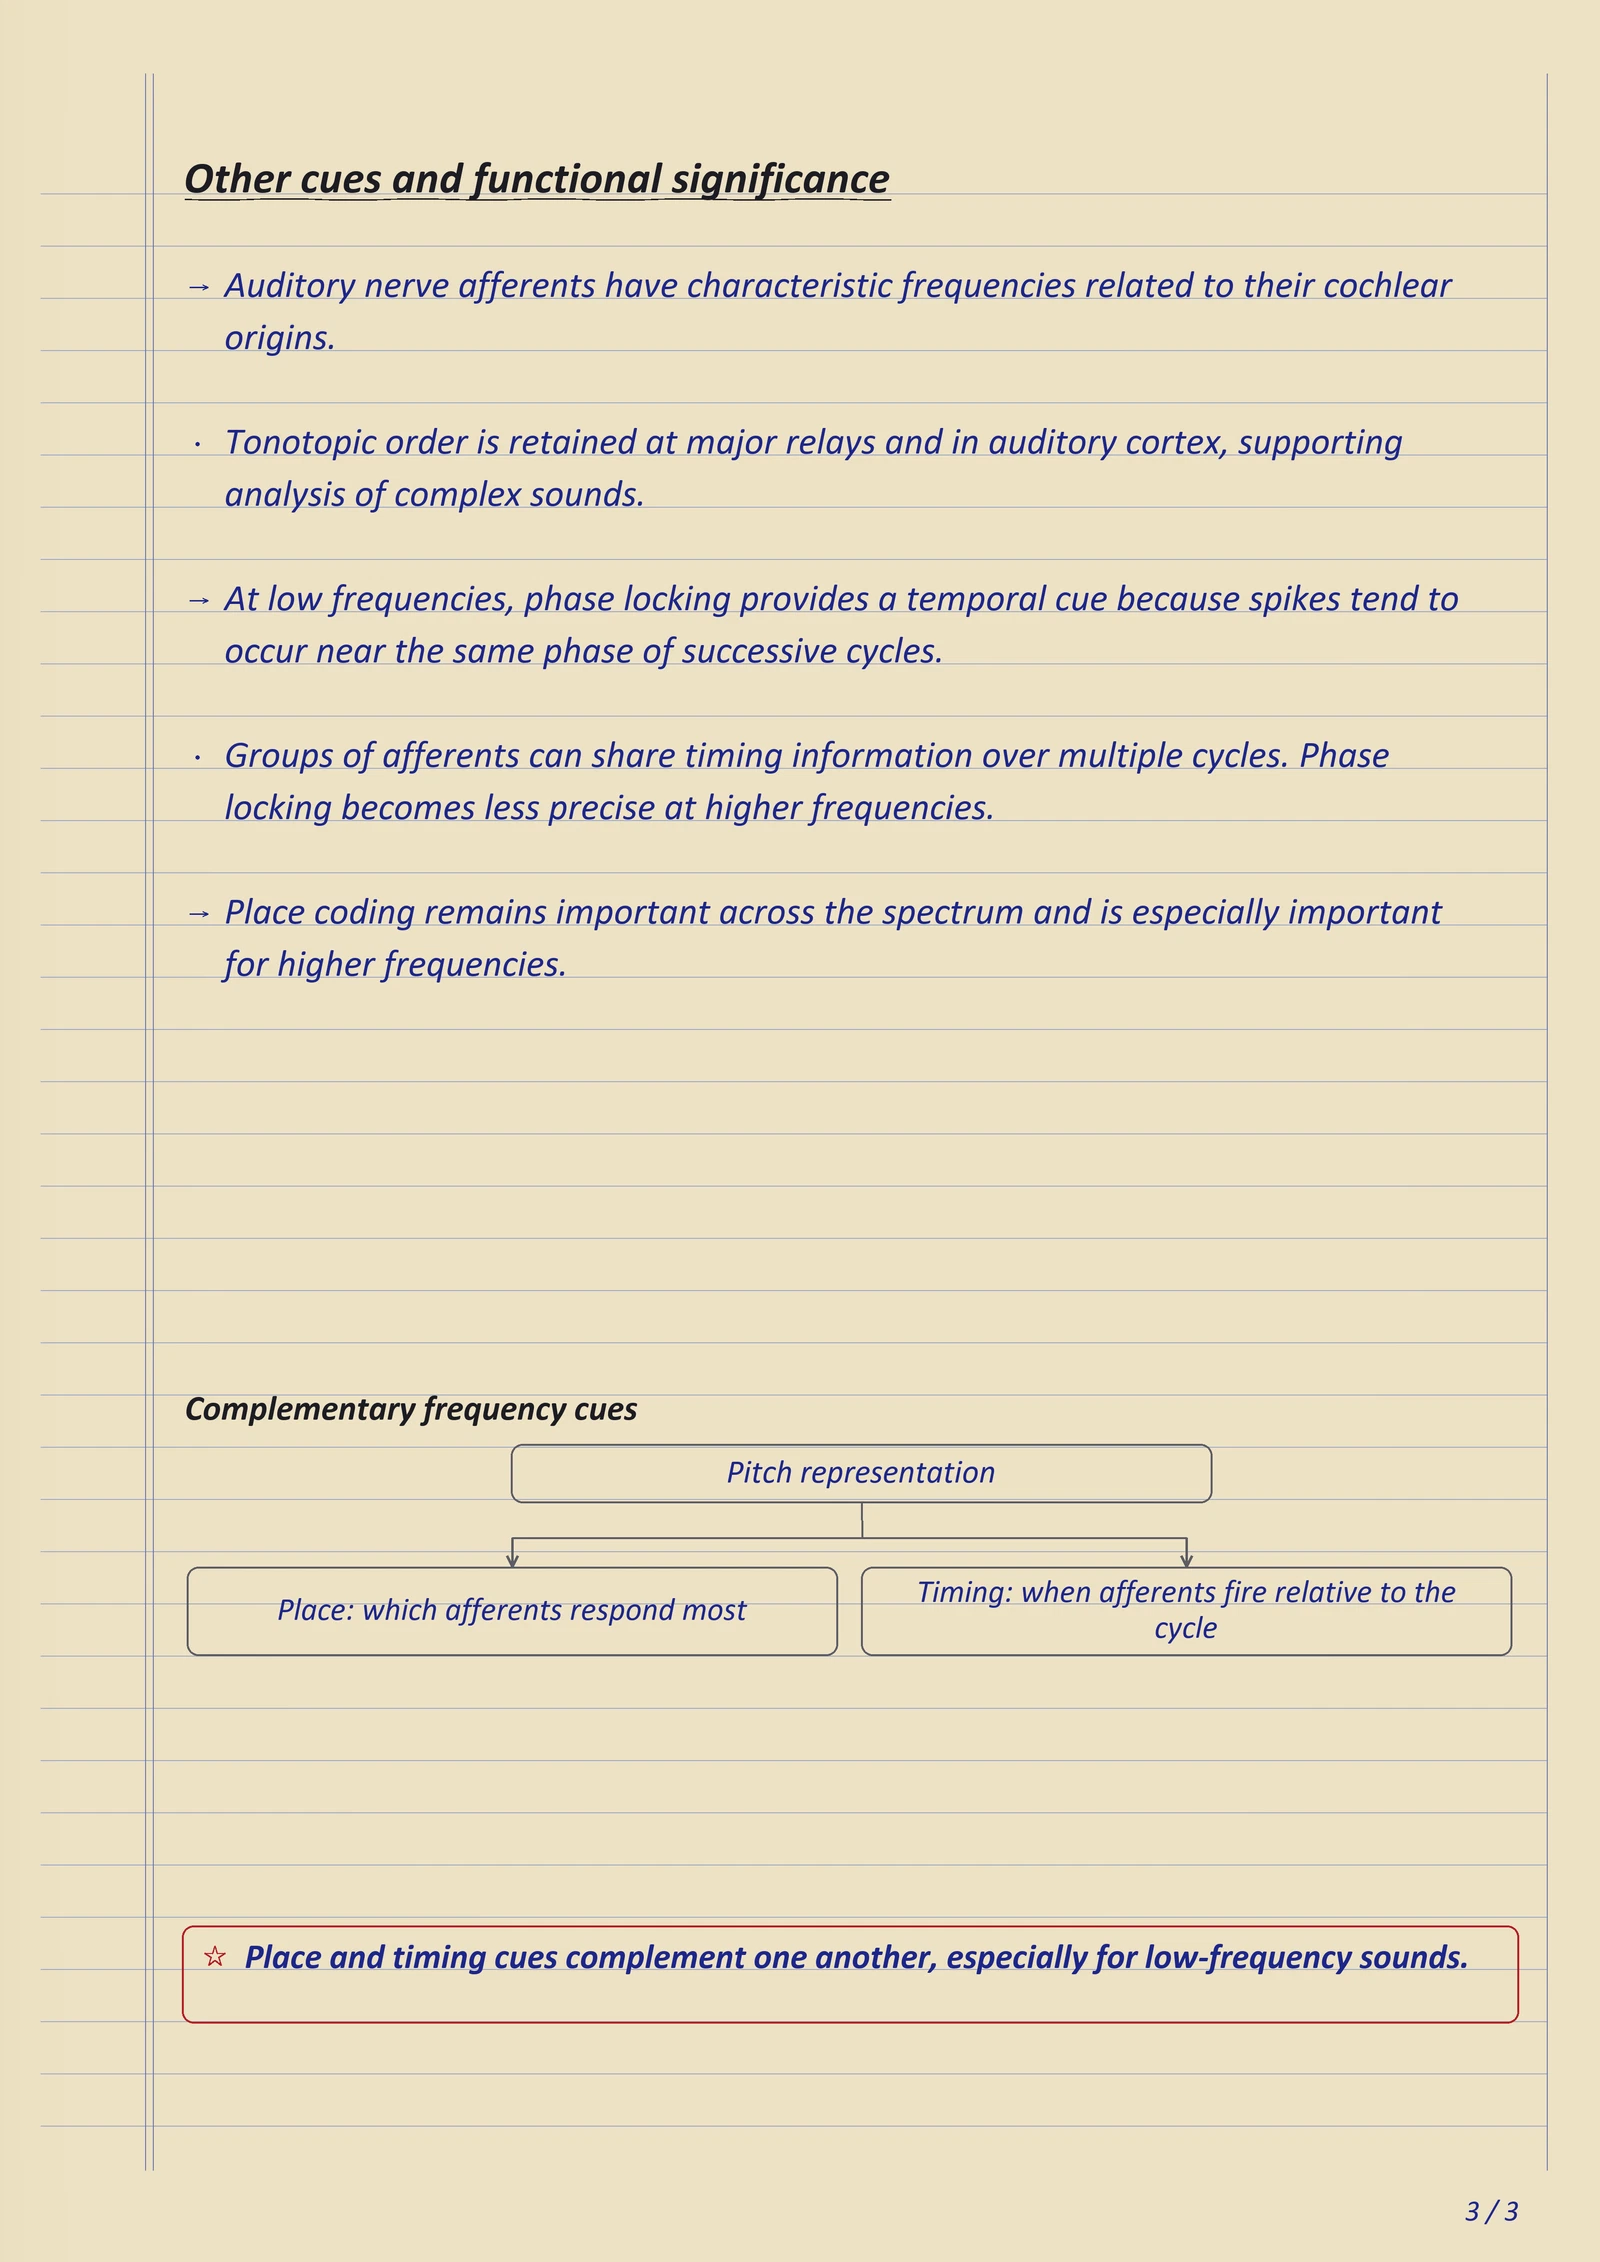 Other cues and functional significance
→ Auditory nerve afferents have characteristic frequencies related to their cochlear
origins.
· Tonotopic order is retained at major relays and in auditory cortex, supporting
analysis of complex sounds.
→ At low frequencies, phase locking provides a temporal cue because spikes tend to
occur near the same phase of successive cycles.
· Groups of afferents can share timing information over multiple cycles. Phase
locking becomes less precise at higher frequencies.
→ Place coding remains important across the spectrum and is especially important
for higher frequencies.
Complementary frequency cues
Pitch representation
Place: which afferents respond most
Timing: when afferents fire relative to the
cycle
☆ Place and timing cues complement one another, especially for low-frequency sounds.
3 / 3